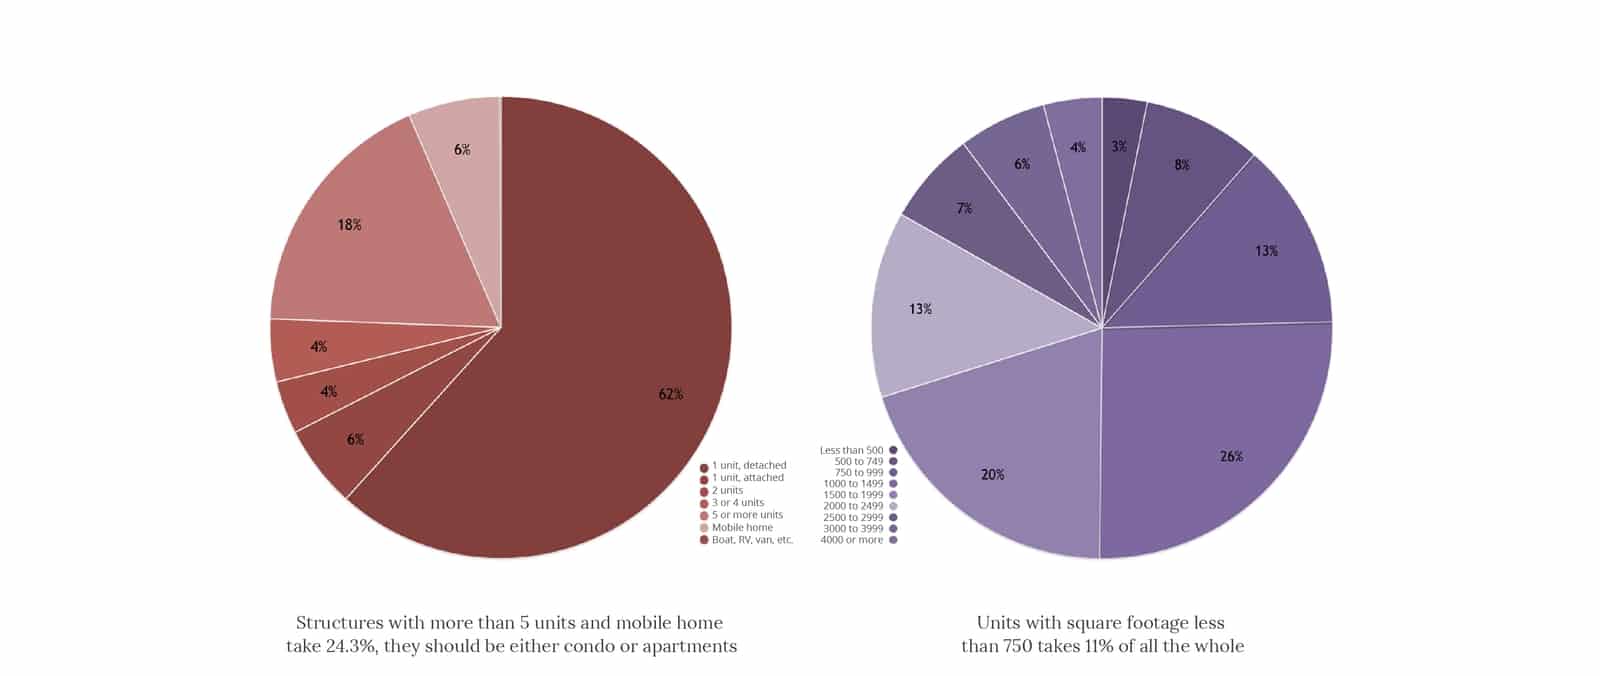 6%
18%
4%
4%
6%
62%
1 unit, detached
1 unit, attached
2 units
3 or 4 units
5 or more units
Mobile home
Boat, RV, van, etc.
Structures with more than 5 units and mobile home
take 24.3%, they should be either condo or apartments
4%
3%
6%
8%
7%
13%
13%
26%
20%
Less than 500
500 to 749
750 to 999
1000 to 1499
1500 to 1999
2000 to 2499
2500 to 2999
3000 to 3999
4000 or more
Units with square footage less
than 750 takes 11% of all the whole